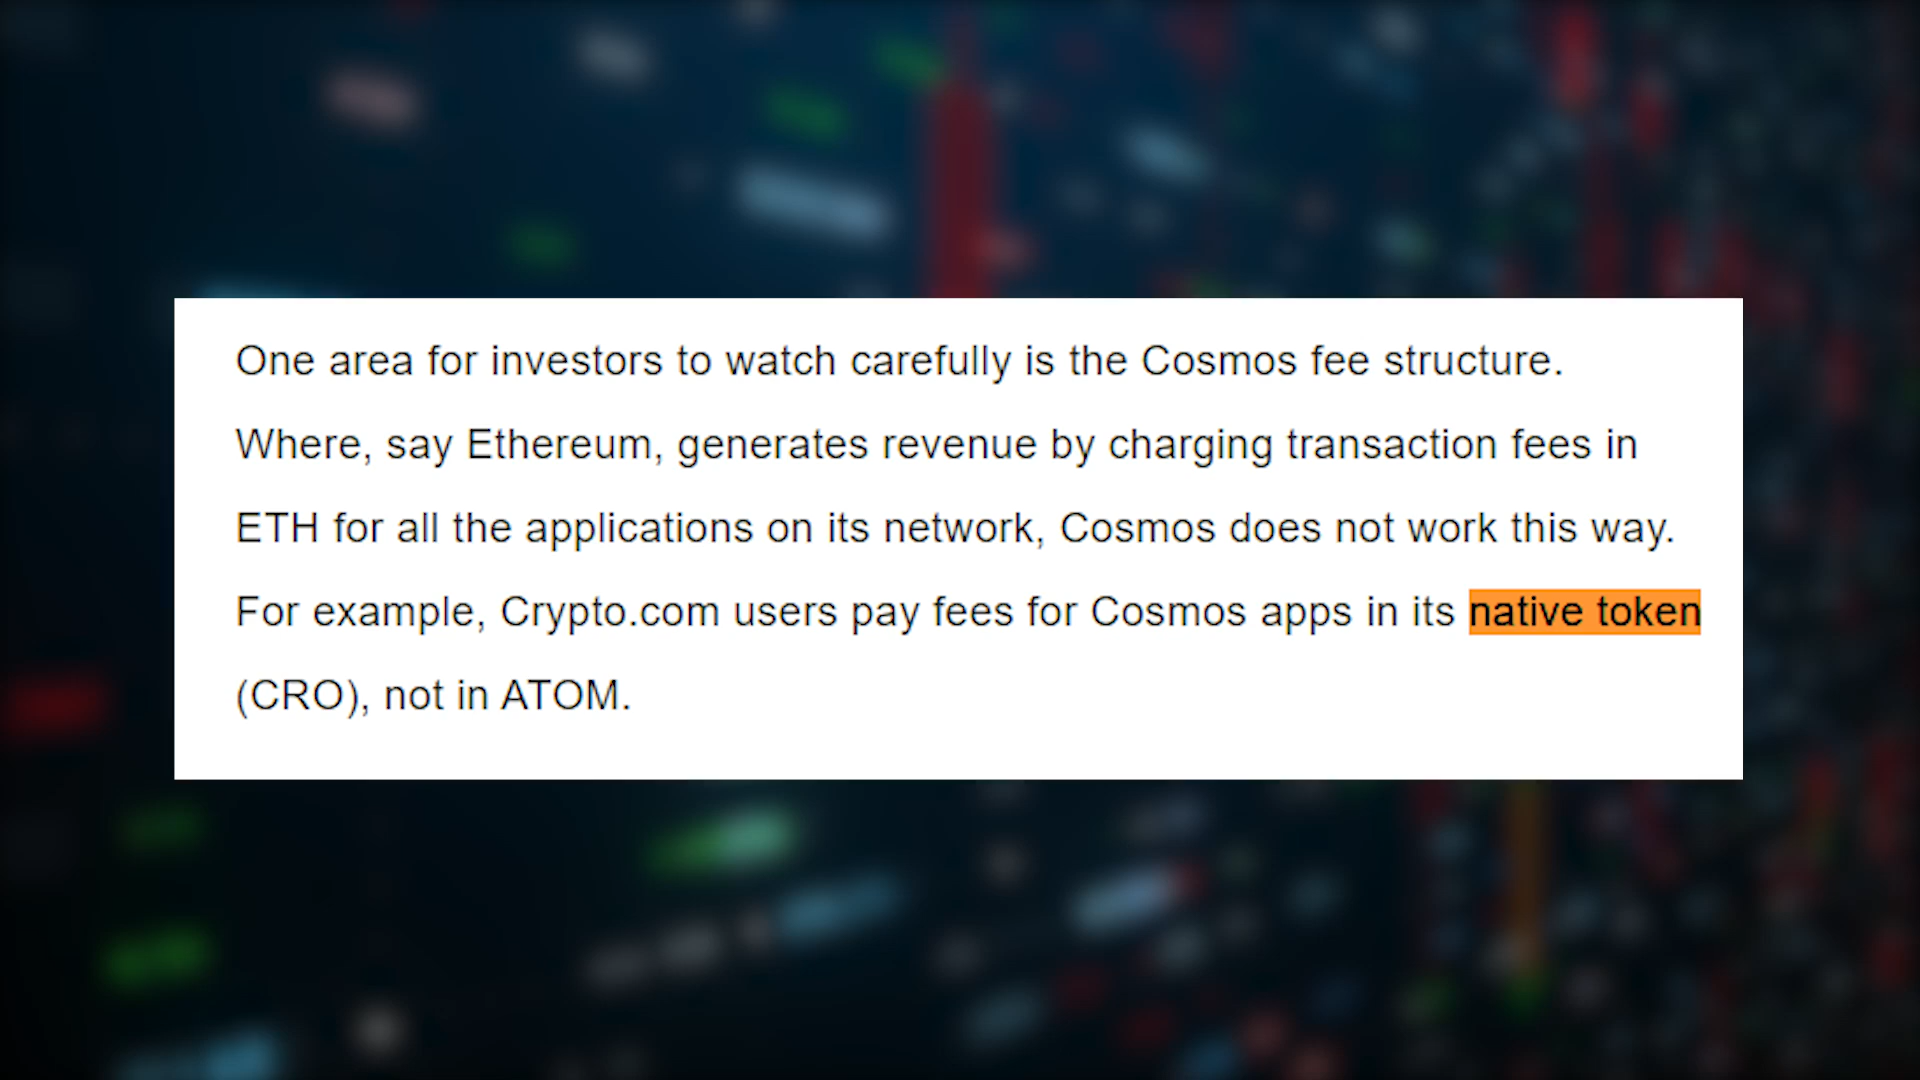 One area for investors to watch carefully is the Cosmos fee structure.
Where, say Ethereum, generates revenue by charging transaction fees in
ETH for all the applications on its network, Cosmos does not work this way.
For example, Crypto.com users pay fees for Cosmos apps in its native token
(CRO), not in ATOM.